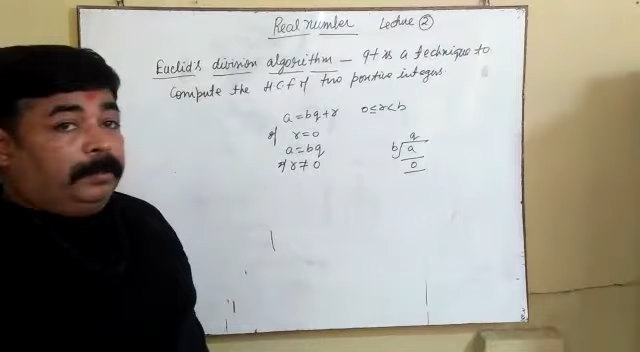 Real number Lecture 2
Euclid's division algorithm - It is a technique to
compute the H.C.F of two positive integers
a = bq + r 0 ≤ r < b
if r = 0
a = bq
if r ≠ 0
q
b a
0